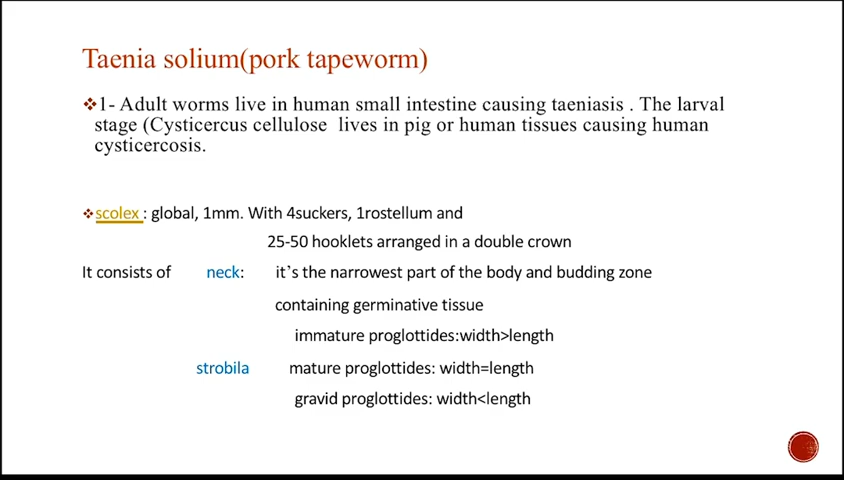 Taenia solium(pork tapeworm)
❖1- Adult worms live in human small intestine causing taeniasis . The larval
stage (Cysticercus cellulose lives in pig or human tissues causing human
cysticercosis.
❖scolex : global, 1mm. With 4suckers, 1rostellum and
25-50 hooklets arranged in a double crown
It consists of neck: it's the narrowest part of the body and budding zone
containing germinative tissue
immature proglottides:width>length
strobila mature proglottides: width=length
gravid proglottides: width<length